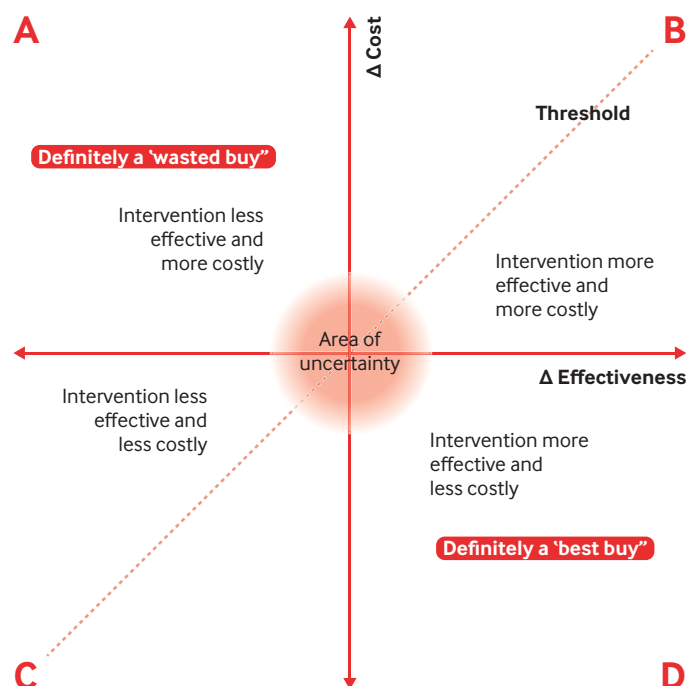 A
B
Δ Cost
Threshold
Definitely a ‘wasted buy”
Intervention less
effective and
more costly
Intervention more
effective and
more costly
Area of
uncertainty
Δ Effectiveness
Intervention less
effective and
less costly
Intervention more
effective and
less costly
Definitely a ‘best buy”
C
D